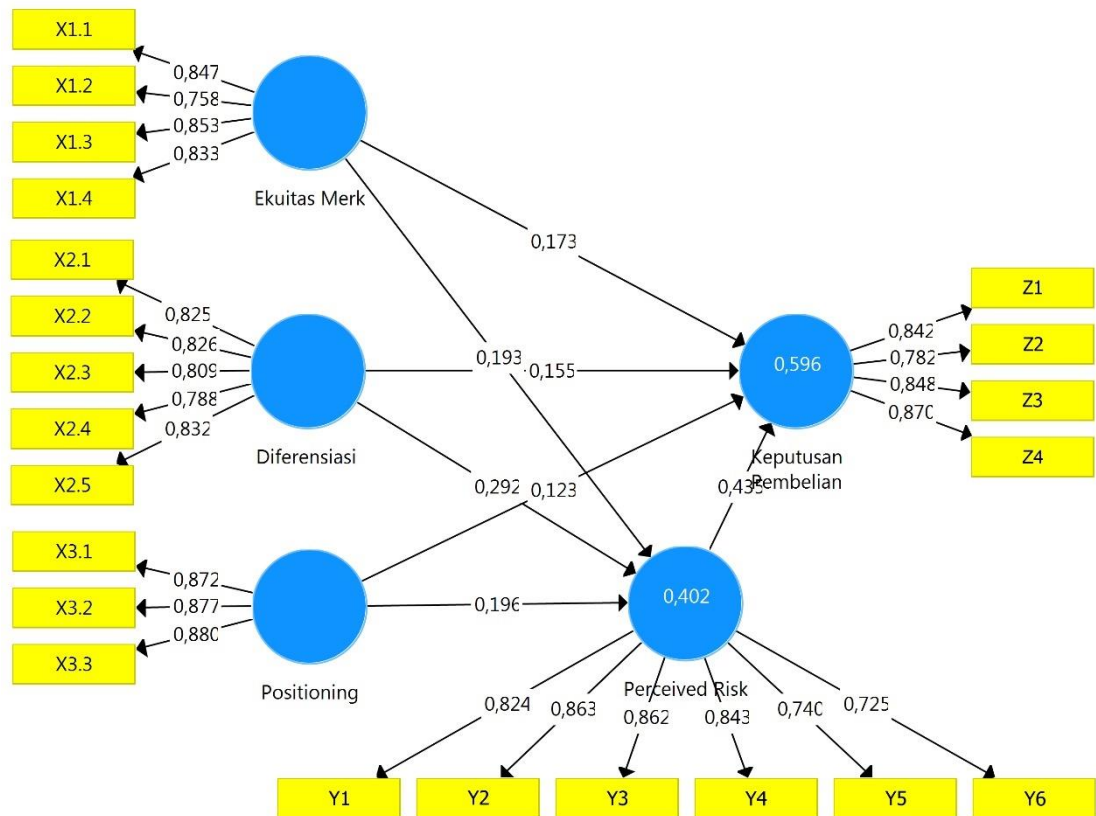 X1.1
X1.2
X1.3
X1.4
0,847
0,758
0,853
0,833
Ekuitas Merk
X2.1
X2.2
X2.3
X2.4
X2.5
0,825
0,826
0,809
0,788
0,832
Diferensiasi
X3.1
X3.2
X3.3
0,872
0,877
0,880
Positioning
0,173
0,193
0,155
0,292
0,123
0,196
0,435
0,596
Keputusan
Pembelian
0,842
0,782
0,848
0,870
Z1
Z2
Z3
Z4
0,402
Perceived Risk
0,824
0,863
0,862
0,843
0,740
0,725
Y1
Y2
Y3
Y4
Y5
Y6